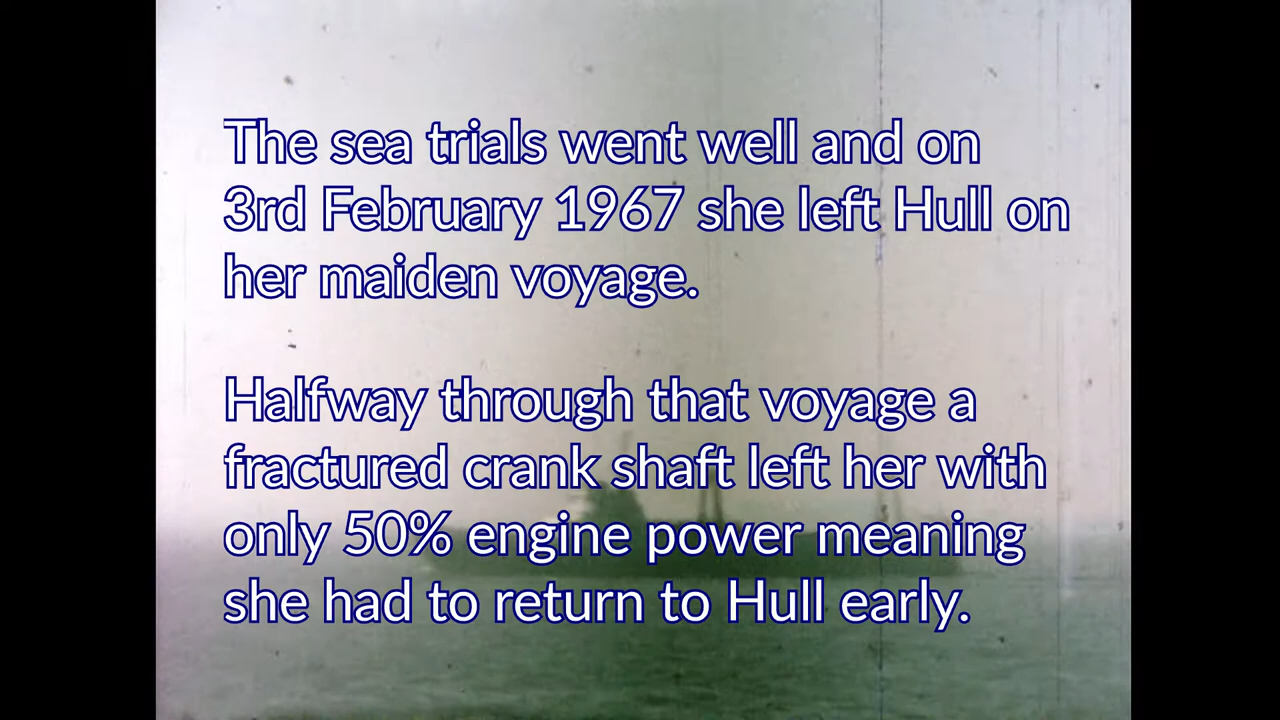 The sea trials went well and on
3rd February 1967 she left Hull on
her maiden voyage.
Halfway through that voyage a
fractured crank shaft left her with
only 50% engine power meaning
she had to return to Hull early.